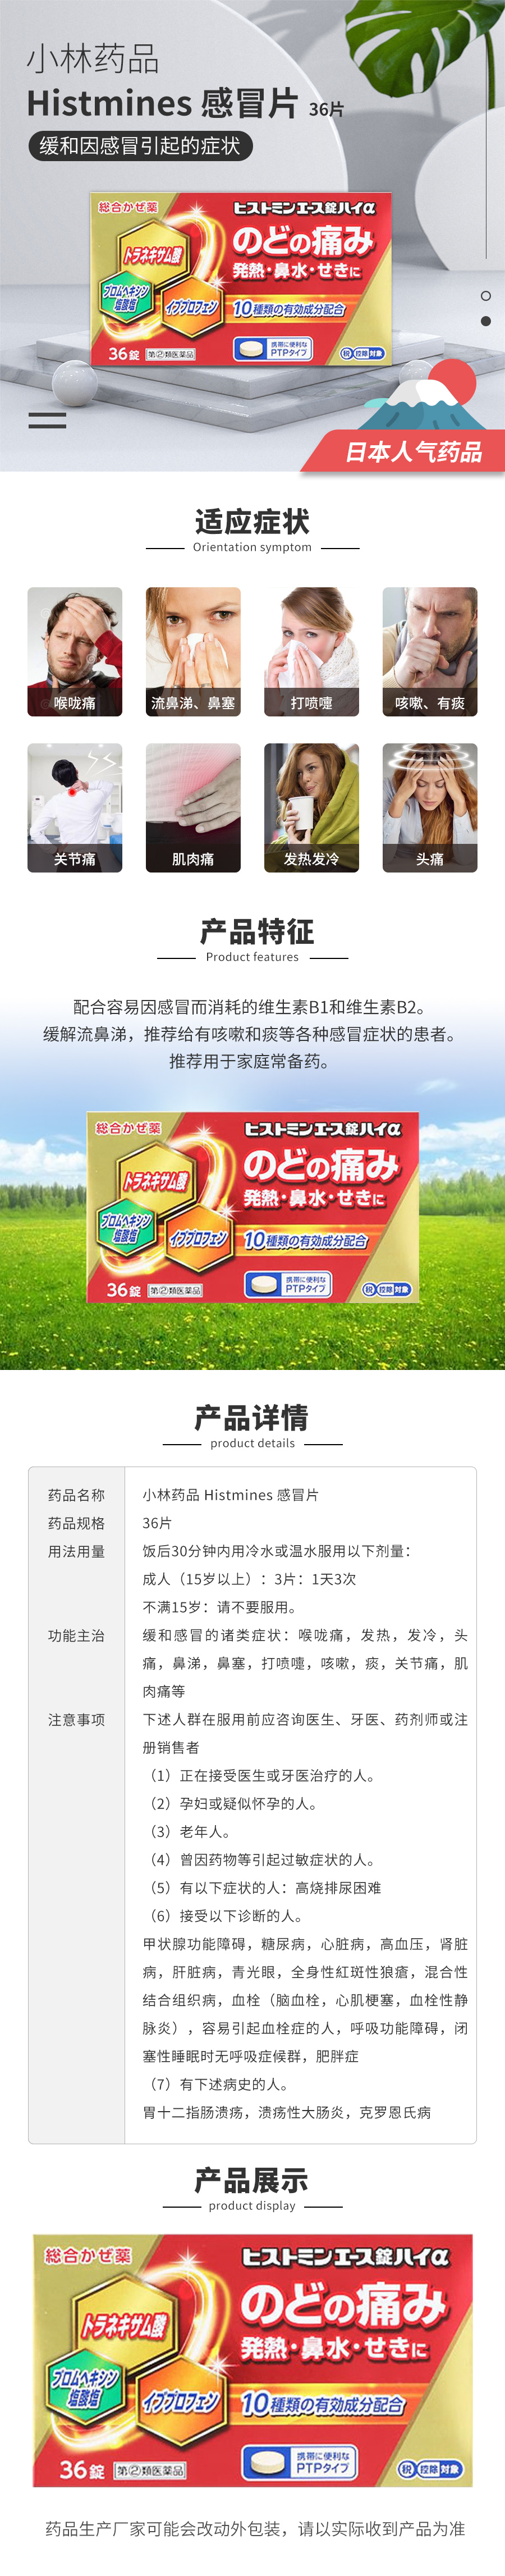 小林药品
Histmines 感冒片 36片
缓和因感冒引起的症状
総合かぜ薬
ヒストミンエース錠ハイα
トラネキサム酸
のどの痛み
発熱・鼻水・せきに
ブロムヘキシン
塩酸塩
イブプロフェン
10種類の有効成分配合
36錠
第②類医薬品
携帯に便利な
PTPタイプ
税 控除 対象
日本人气药品
适应症状
Orientation symptom
喉咙痛
流鼻涕、鼻塞
打喷嚏
咳嗽、有痰
关节痛
肌肉痛
发热发冷
头痛
产品特征
Product features
配合容易因感冒而消耗的维生素B1和维生素B2。
缓解流鼻涕，推荐给有咳嗽和痰等各种感冒症状的患者。
推荐用于家庭常备药。
総合かぜ薬
ヒストミンエース錠ハイα
トラネキサム酸
のどの痛み
発熱・鼻水・せきに
ブロムヘキシン
塩酸塩
イブプロフェン
10種類の有効成分配合
36錠
第②類医薬品
携帯に便利な
PTPタイプ
税 控除 対象
产品详情
product details
药品名称 小林药品 Histmines 感冒片
药品规格 36片
用法用量 饭后30分钟内用冷水或温水服用以下剂量：
成人（15岁以上）：3片：1天3次
不满15岁：请不要服用。
功能主治 缓和感冒的诸类症状：喉咙痛，发热，发冷，头
痛，鼻涕，鼻塞，打喷嚏，咳嗽，痰，关节痛，肌
肉痛等
注意事项 下述人群在服用前应咨询医生、牙医、药剂师或注
册销售者
（1）正在接受医生或牙医治疗的人。
（2）孕妇或疑似怀孕的人。
（3）老年人。
（4）曾因药物等引起过敏症状的人。
（5）有以下症状的人：高烧排尿困难
（6）接受以下诊断的人。
甲状腺功能障碍，糖尿病，心脏病，高血压，肾脏
病，肝脏病，青光眼，全身性紅斑性狼瘡，混合性
结合组织病，血栓（脑血栓，心肌梗塞，血栓性静
脉炎），容易引起血栓症的人，呼吸功能障碍，闭
塞性睡眠时无呼吸症候群，肥胖症
（7）有下述病史的人。
胃十二指肠溃疡，溃疡性大肠炎，克罗恩氏病
产品展示
product display
総合かぜ薬
ヒストミンエース錠ハイα
トラネキサム酸
のどの痛み
発熱・鼻水・せきに
ブロムヘキシン
塩酸塩
イブプロフェン
10種類の有効成分配合
36錠
第②類医薬品
携帯に便利な
PTPタイプ
税 控除 対象
药品生产厂家可能会改动外包装，请以实际收到产品为准